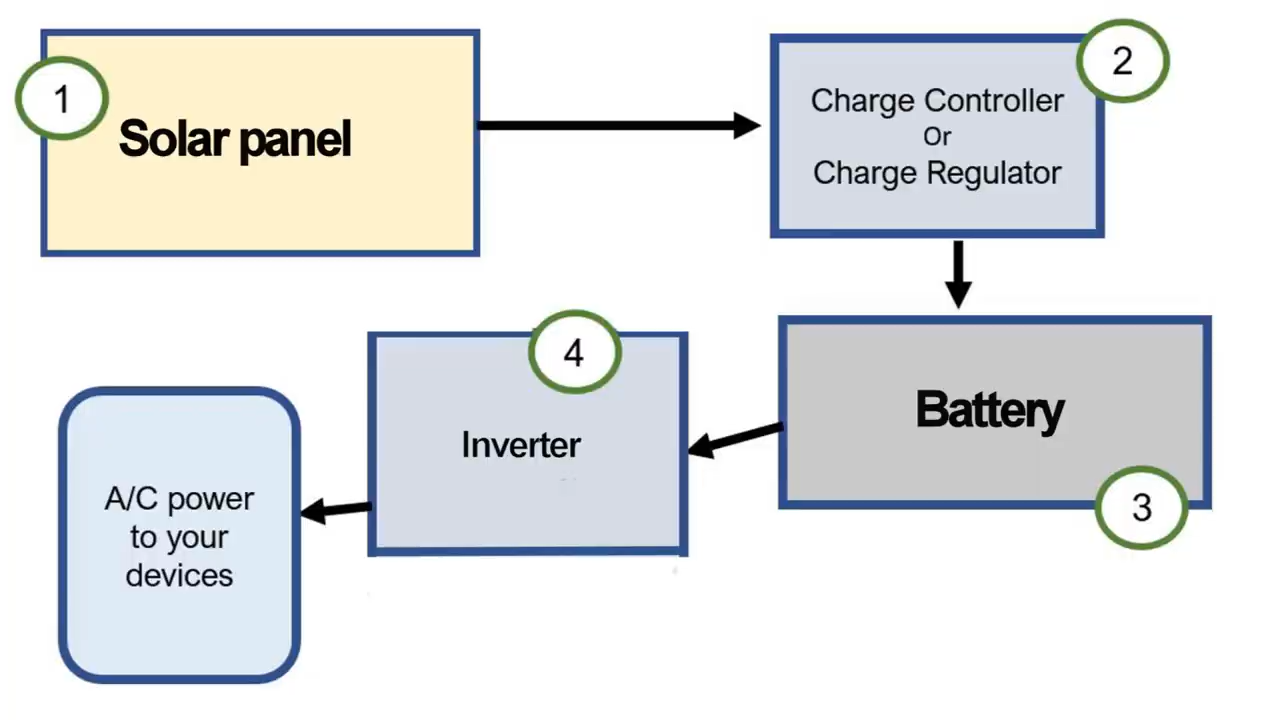 1
Solar panel
2
Charge Controller
Or
Charge Regulator
Battery
3
4
Inverter
A/C power
to your
devices